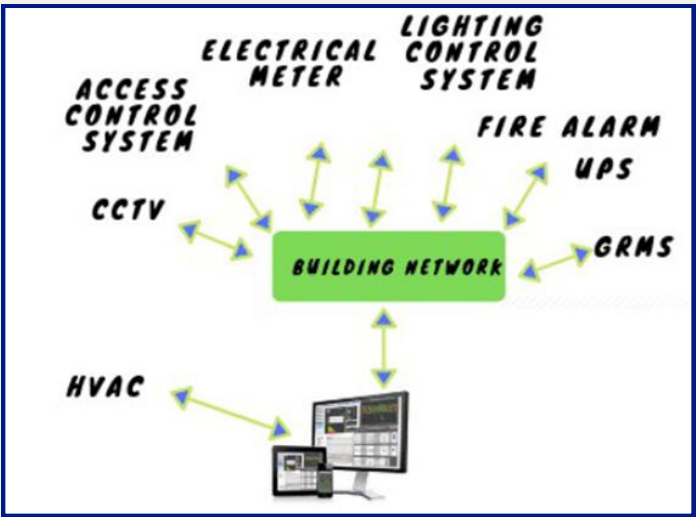 LIGHTING
CONTROL
SYSTEM
ELECTRICAL
METER
ACCESS
CONTROL
SYSTEM
FIRE ALARM
UPS
CCTV
GRMS
BUILDING NETWORK
HVAC